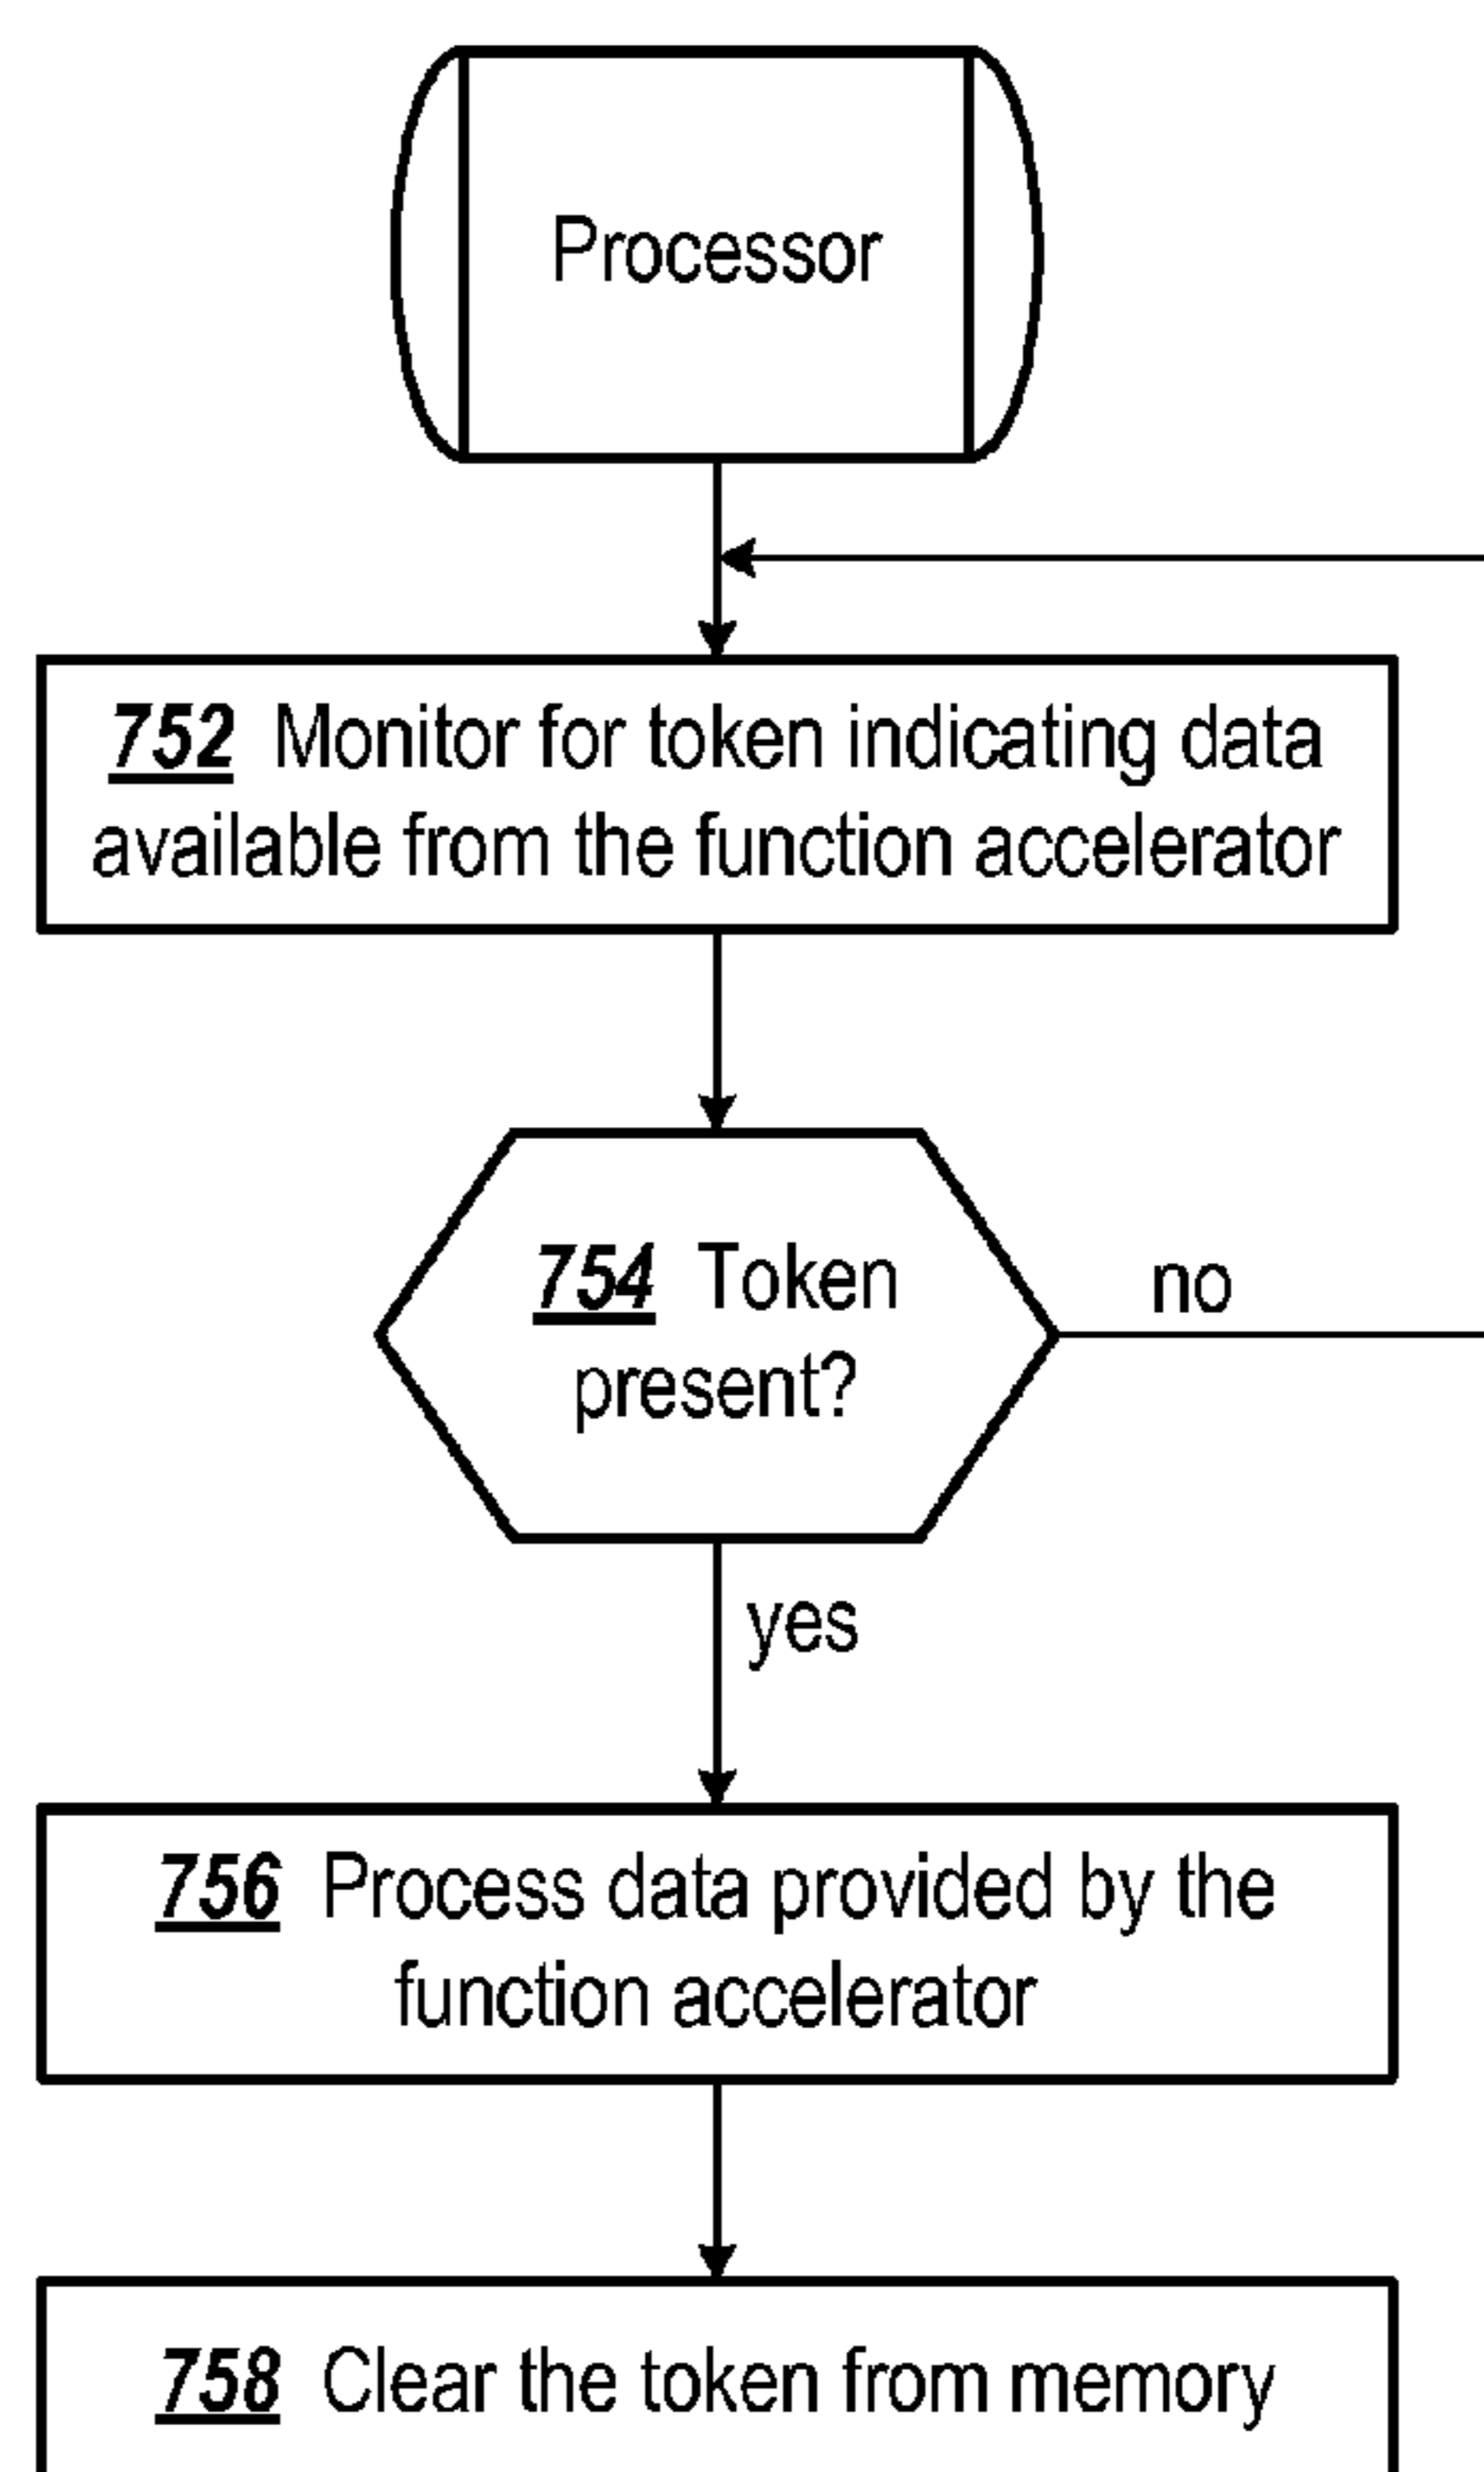 Processor
752 Monitor for token indicating data
available from the function accelerator
754 Token
present?
no
yes
756 Process data provided by the
function accelerator
758 Clear the token from memory